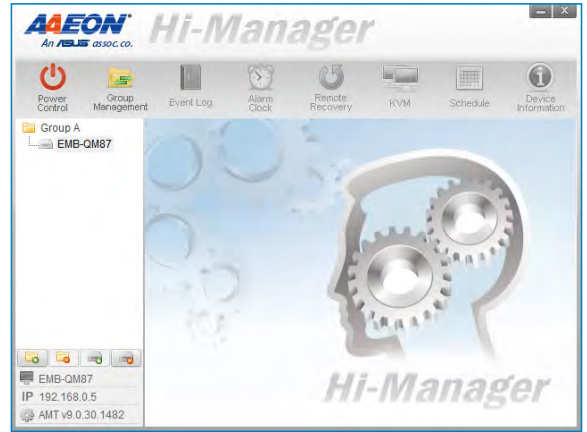 AAEON
An ASUS assoc. co.
Hi-Manager
Power Control
Group Management
Event Log
Alarm Clock
Remote Recovery
KVM
Schedule
Device Information
Group A
EMB-QM87
EMB-QM87
IP 192.168.0.5
AMT v9.0.30.1482
Hi-Manager